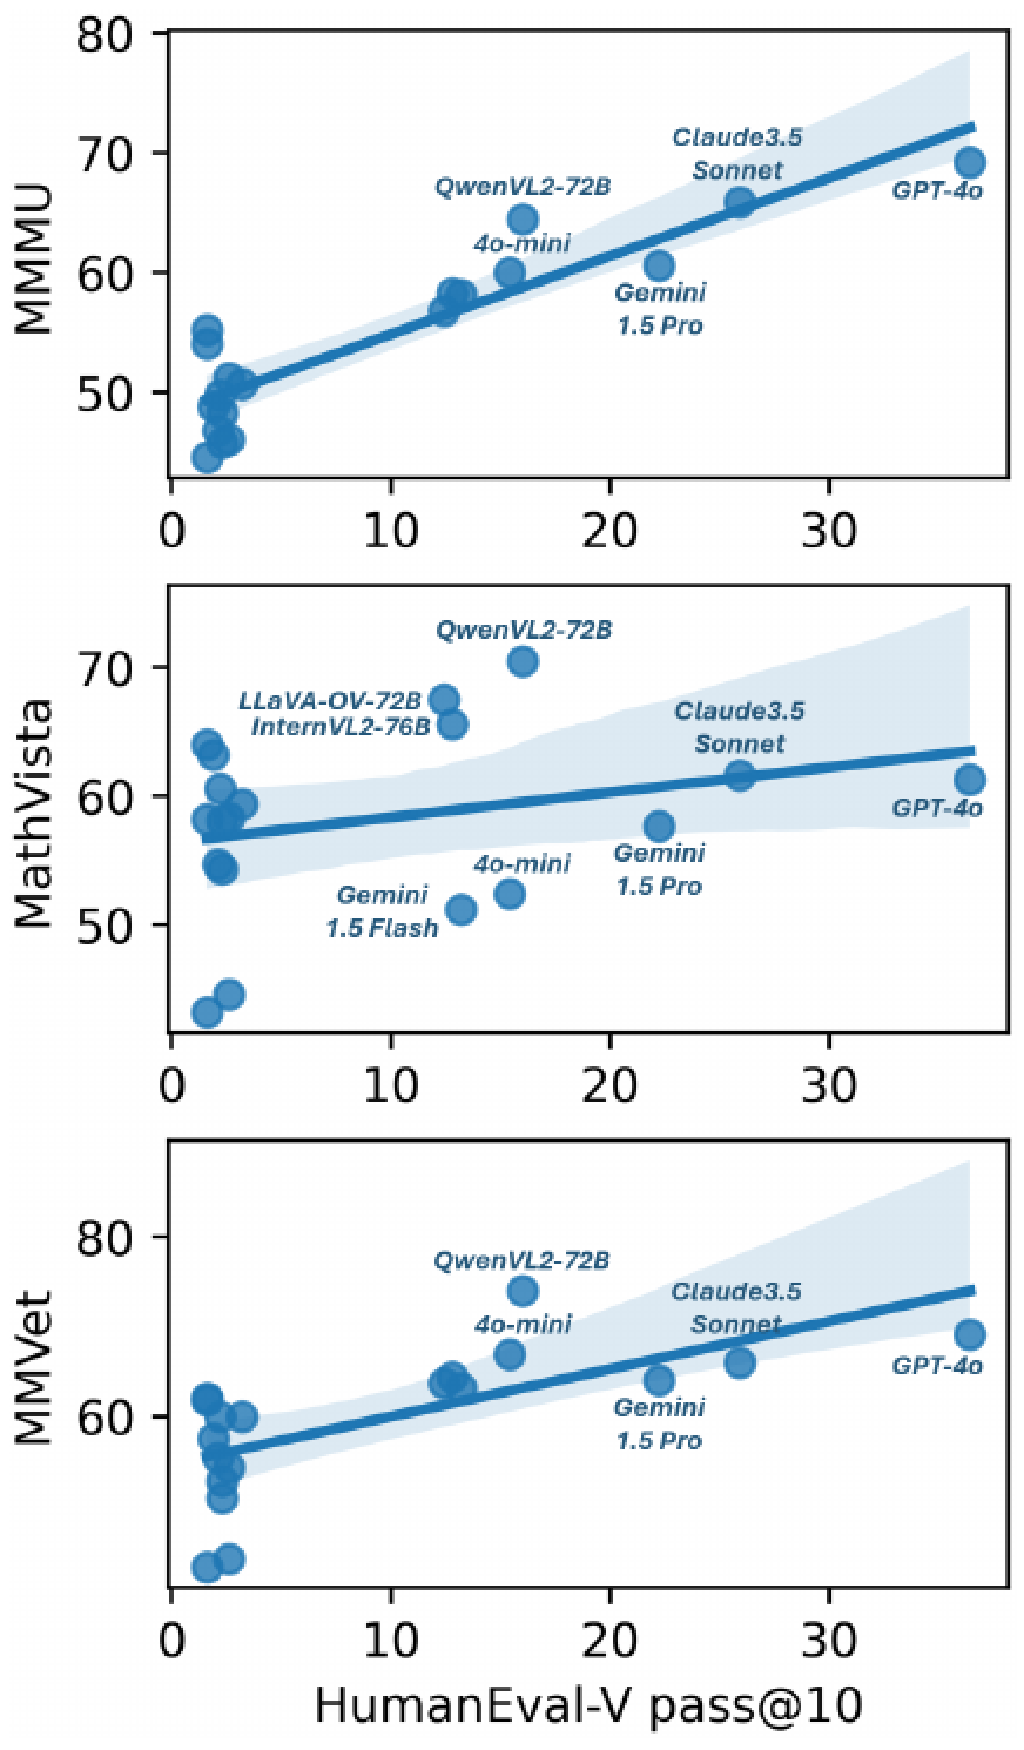 80
70
60
50
MMMU
Claude3.5
Sonnet
QwenVL2-72B
GPT-4o
4o-mini
Gemini
1.5 Pro
0 10 20 30
70
60
50
MathVista
QwenVL2-72B
LLaVA-OV-72B
InternVL2-76B
Claude3.5
Sonnet
GPT-4o
Gemini
1.5 Pro
4o-mini
Gemini
1.5 Flash
0 10 20 30
80
60
MMVet
QwenVL2-72B
Claude3.5
Sonnet
4o-mini
GPT-4o
Gemini
1.5 Pro
0 10 20 30
HumanEval-V pass@10